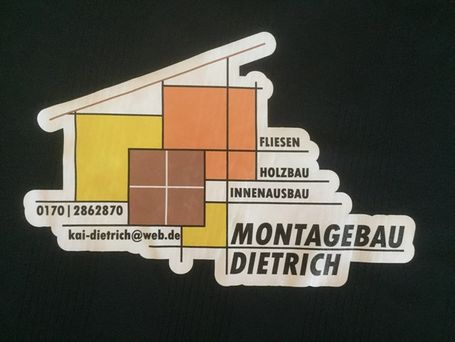 FLIESEN
HOLZBAU
INNENAUSBAU
0170 | 2862870
kai-dietrich@web.de
MONTAGEBAU
DIETRICH